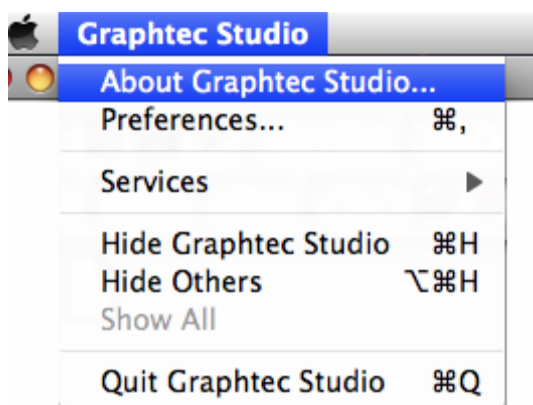 Graphtec Studio
About Graphtec Studio...
Preferences... ⌘,
Services ▶
Hide Graphtec Studio ⌘H
Hide Others ⌥⌘H
Show All
Quit Graphtec Studio ⌘Q